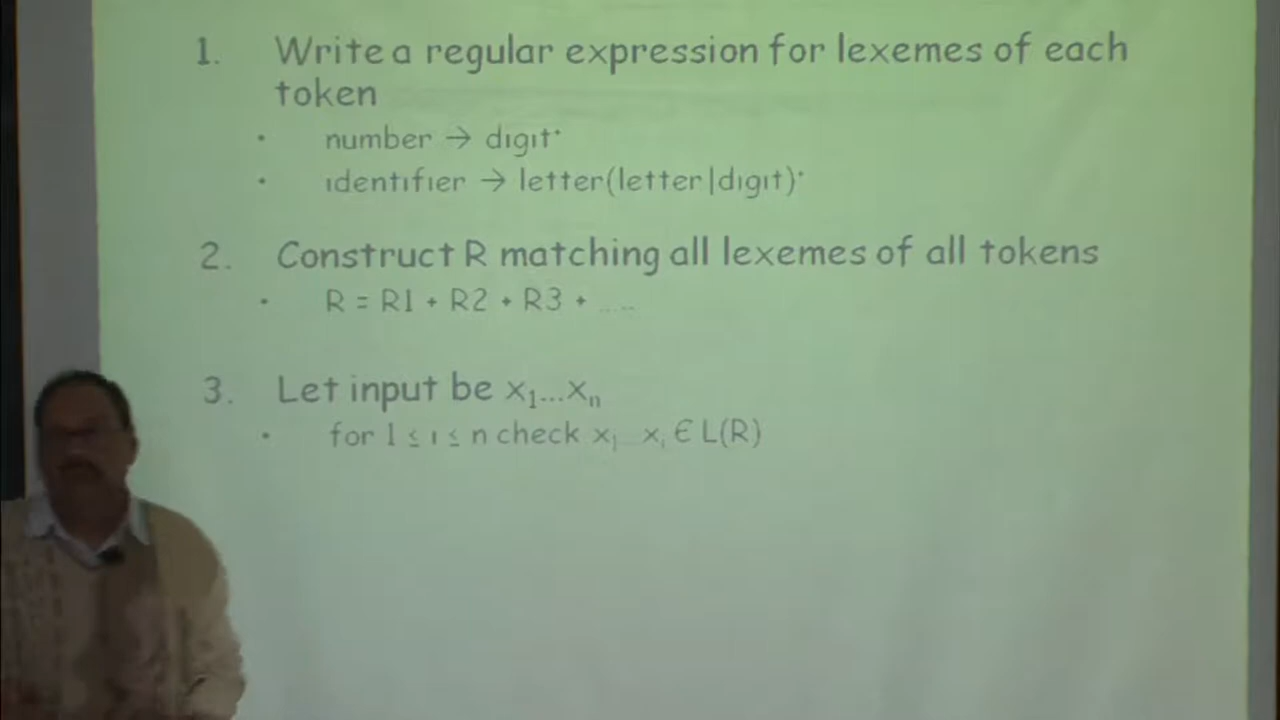 1. Write a regular expression for lexemes of each
token
• number → digit+
• identifier → letter(letter|digit)*
2. Construct R matching all lexemes of all tokens
• R = R1 + R2 + R3 + .....
3. Let input be x₁...xₙ
• for 1 ≤ i ≤ n check x₁...xᵢ ∈ L(R)